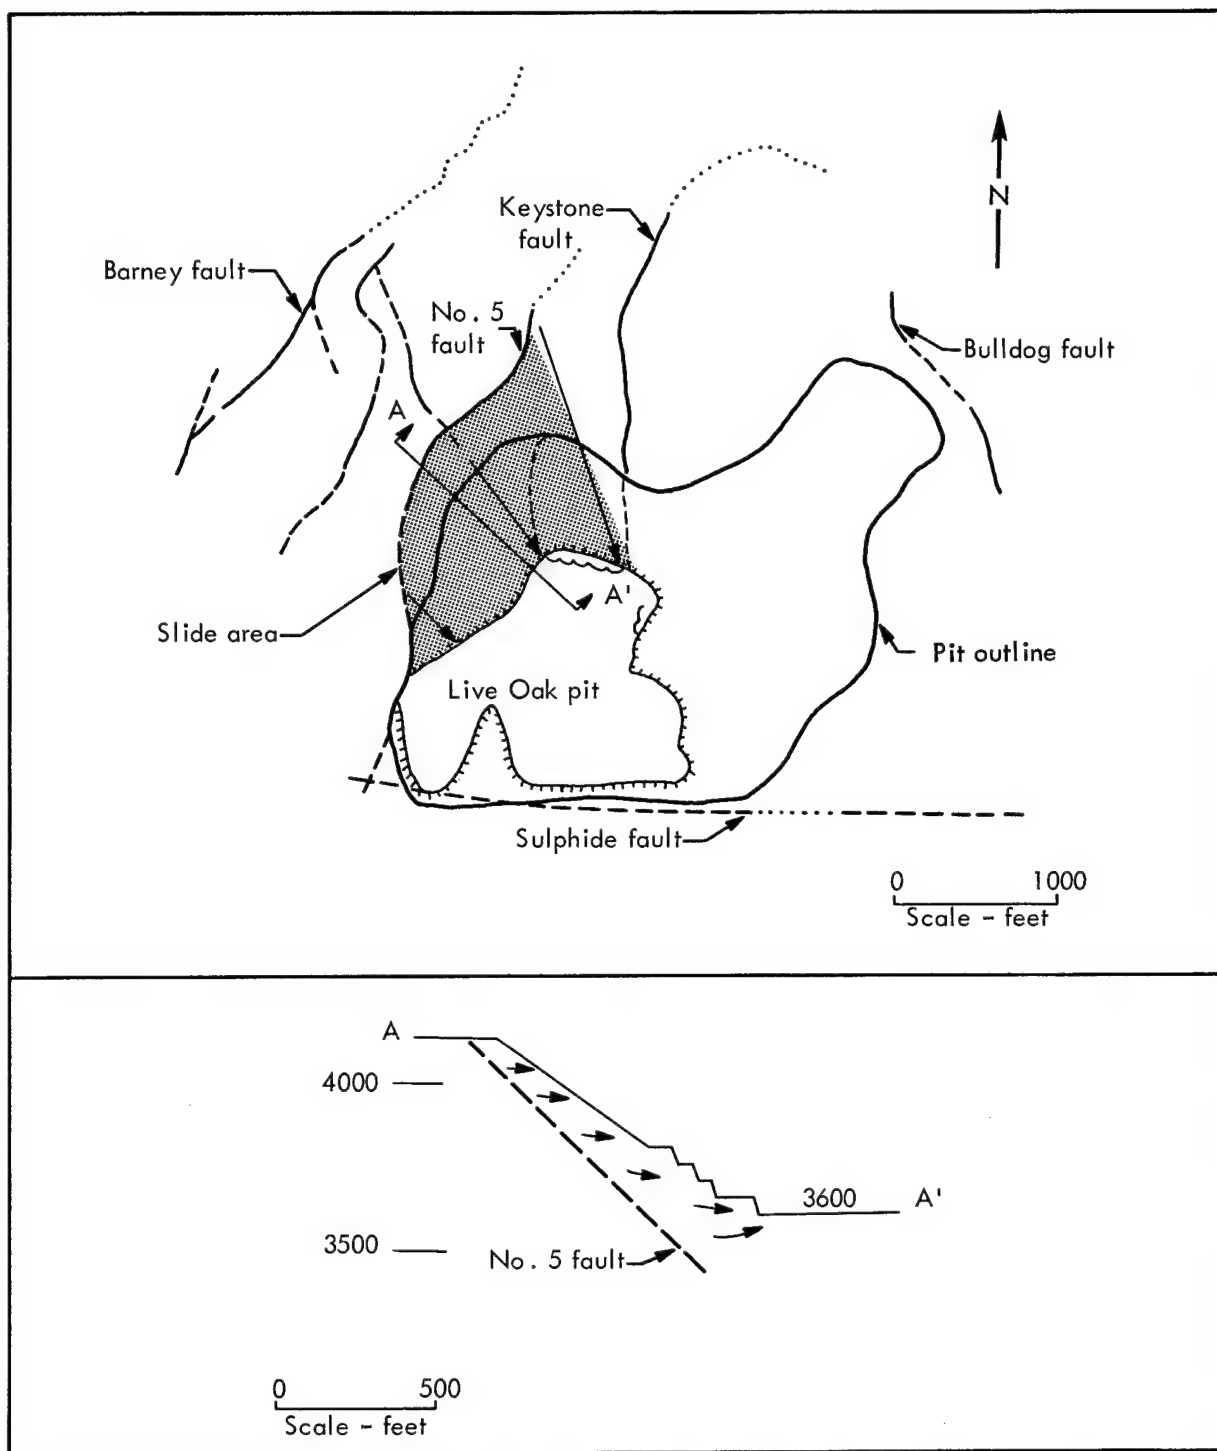 N
Keystone
fault
Barney fault
No. 5
fault
Bulldog fault
A
A'
Slide area
Pit outline
Live Oak pit
Sulphide fault
0 1000
Scale - feet
A
4000
3600 A'
3500
No. 5 fault
0 500
Scale - feet